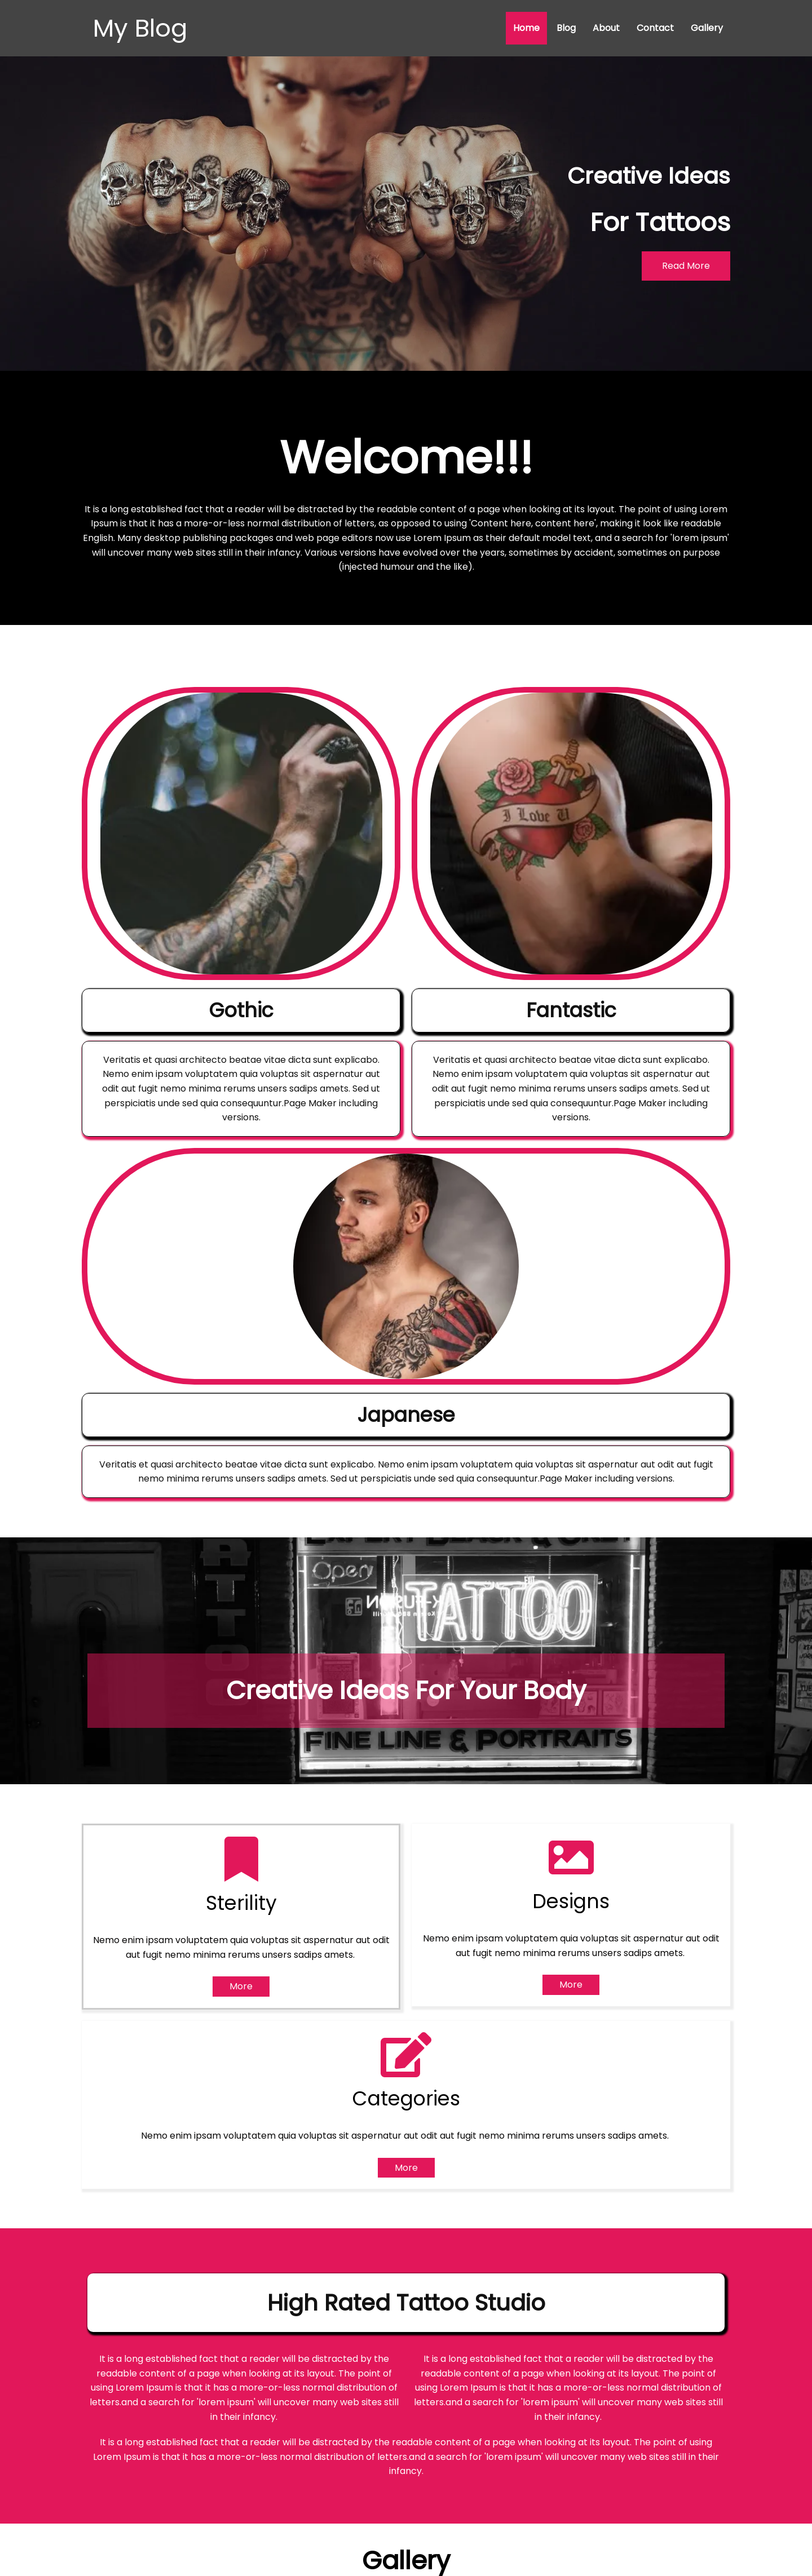 My Blog
Home Blog About Contact Gallery
XIII
Creative Ideas
For Tattoos
Read More
Welcome!!!
It is a long established fact that a reader will be distracted by the readable content of a page when looking at its layout. The point of using Lorem
Ipsum is that it has a more-or-less normal distribution of letters, as opposed to using 'Content here, content here', making it look like readable
English. Many desktop publishing packages and web page editors now use Lorem Ipsum as their default model text, and a search for 'lorem ipsum'
will uncover many web sites still in their infancy. Various versions have evolved over the years, sometimes by accident, sometimes on purpose
(injected humour and the like).
I Love U
Gothic
Veritatis et quasi architecto beatae vitae dicta sunt explicabo.
Nemo enim ipsam voluptatem quia voluptas sit aspernatur aut
odit aut fugit nemo minima rerums unsers sadips amets. Sed ut
perspiciatis unde sed quia consequuntur.Page Maker including
versions.
Fantastic
Veritatis et quasi architecto beatae vitae dicta sunt explicabo.
Nemo enim ipsam voluptatem quia voluptas sit aspernatur aut
odit aut fugit nemo minima rerums unsers sadips amets. Sed ut
perspiciatis unde sed quia consequuntur.Page Maker including
versions.
Japanese
Veritatis et quasi architecto beatae vitae dicta sunt explicabo. Nemo enim ipsam voluptatem quia voluptas sit aspernatur aut odit aut fugit
nemo minima rerums unsers sadips amets. Sed ut perspiciatis unde sed quia consequuntur.Page Maker including versions.
Open
TATTOO
Creative Ideas For Your Body
FINE LINE & PORTRAITS
Sterility
Nemo enim ipsam voluptatem quia voluptas sit aspernatur aut odit
aut fugit nemo minima rerums unsers sadips amets.
More
Designs
Nemo enim ipsam voluptatem quia voluptas sit aspernatur aut odit
aut fugit nemo minima rerums unsers sadips amets.
More
Categories
Nemo enim ipsam voluptatem quia voluptas sit aspernatur aut odit aut fugit nemo minima rerums unsers sadips amets.
More
High Rated Tattoo Studio
It is a long established fact that a reader will be distracted by the
readable content of a page when looking at its layout. The point of
using Lorem Ipsum is that it has a more-or-less normal distribution of
letters.and a search for 'lorem ipsum' will uncover many web sites still
in their infancy.
It is a long established fact that a reader will be distracted by the
readable content of a page when looking at its layout. The point of
using Lorem Ipsum is that it has a more-or-less normal distribution of
letters.and a search for 'lorem ipsum' will uncover many web sites still
in their infancy.
It is a long established fact that a reader will be distracted by the readable content of a page when looking at its layout. The point of using
Lorem Ipsum is that it has a more-or-less normal distribution of letters.and a search for 'lorem ipsum' will uncover many web sites still in their
infancy.
Gallery